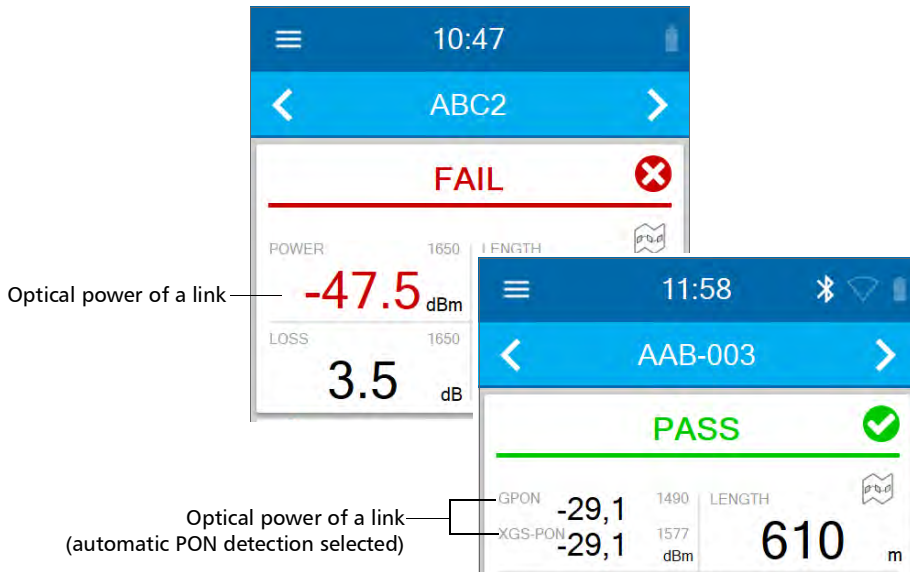 10:47
ABC2
FAIL
POWER 1650 LENGTH
Optical power of a link
-47.5 dBm
LOSS 1650
3.5 dB
11:58
AAB-003
PASS
GPON -29,1 1490 LENGTH
XGS-PON -29,1 1577 dBm
610 m
Optical power of a link
(automatic PON detection selected)